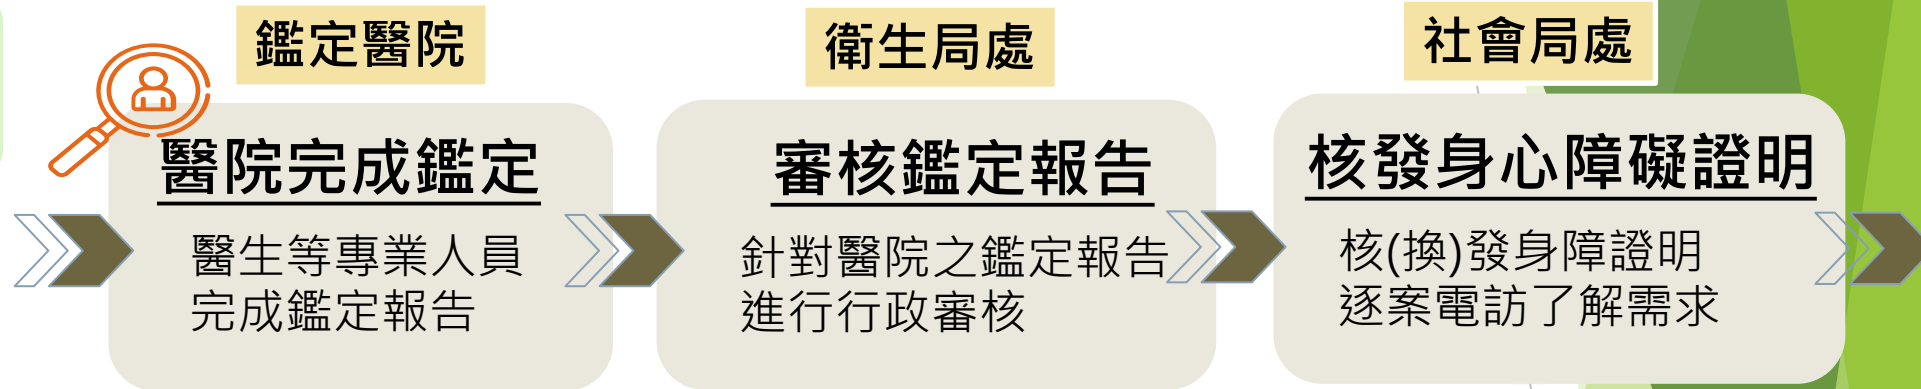 鑑定醫院
醫院完成鑑定
醫生等專業人員
完成鑑定報告
衛生局處
審核鑑定報告
針對醫院之鑑定報告
進行行政審核
社會局處
核發身心障礙證明
核(換)發身障證明
逐案電訪了解需求